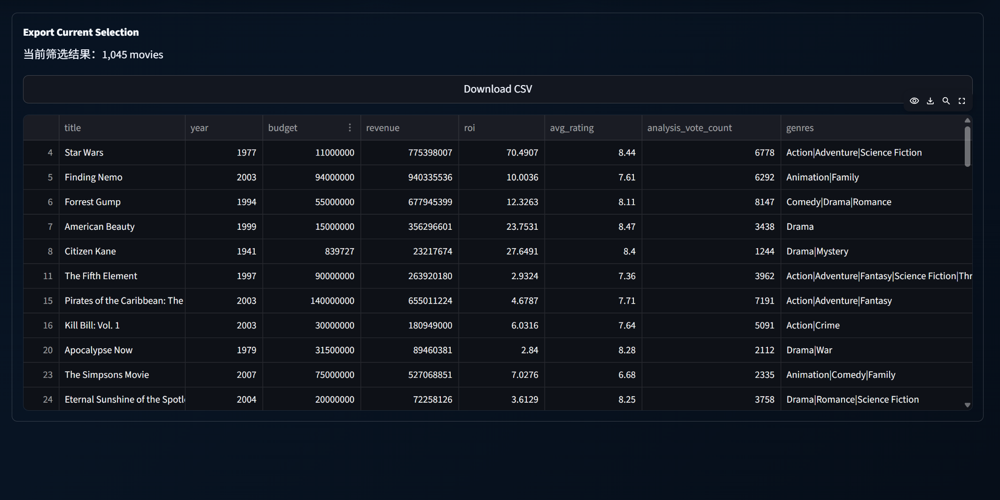 Export Current Selection
当前筛选结果：1,045 movies
Download CSV
title year budget revenue roi avg_rating analysis_vote_count genres
4 Star Wars 1977 11000000 775398007 70.4907 8.44 6778 Action|Adventure|Science Fiction
5 Finding Nemo 2003 94000000 940335536 10.0036 7.61 6292 Animation|Family
6 Forrest Gump 1994 55000000 677945399 12.3263 8.11 8147 Comedy|Drama|Romance
7 American Beauty 1999 15000000 356296601 23.7531 8.47 3438 Drama
8 Citizen Kane 1941 839727 23217674 27.6491 8.4 1244 Drama|Mystery
11 The Fifth Element 1997 90000000 263920180 2.9324 7.36 3962 Action|Adventure|Fantasy|Science Fiction|Thr
15 Pirates of the Caribbean: The 2003 140000000 655011224 4.6787 7.71 7191 Action|Adventure|Fantasy
16 Kill Bill: Vol. 1 2003 30000000 180949000 6.0316 7.64 5091 Action|Crime
20 Apocalypse Now 1979 31500000 89460381 2.84 8.28 2112 Drama|War
23 The Simpsons Movie 2007 75000000 527068851 7.0276 6.68 2335 Animation|Comedy|Family
24 Eternal Sunshine of the Spotl 2004 20000000 72258126 3.6129 8.25 3758 Drama|Romance|Science Fiction